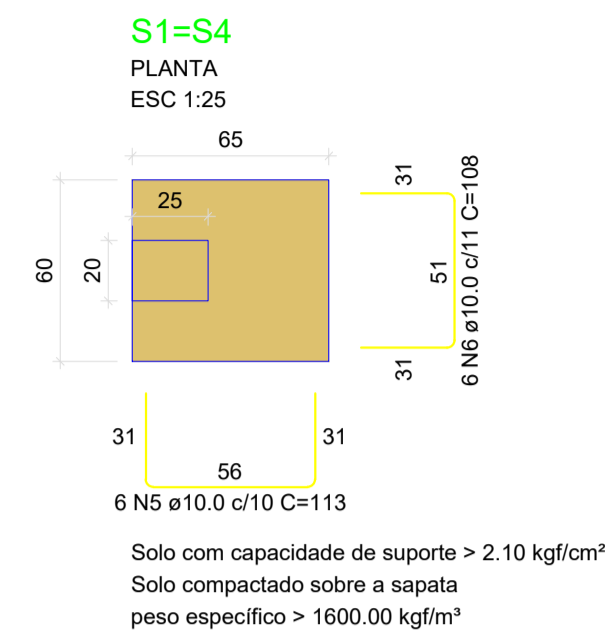 S1=S4
PLANTA
ESC 1:25
65
25
60
20
31
51
31
6 N6 ø10.0 c/11 C=108
31
31
56
6 N5 ø10.0 c/10 C=113
Solo com capacidade de suporte > 2.10 kgf/cm²
Solo compactado sobre a sapata
peso específico > 1600.00 kgf/m³